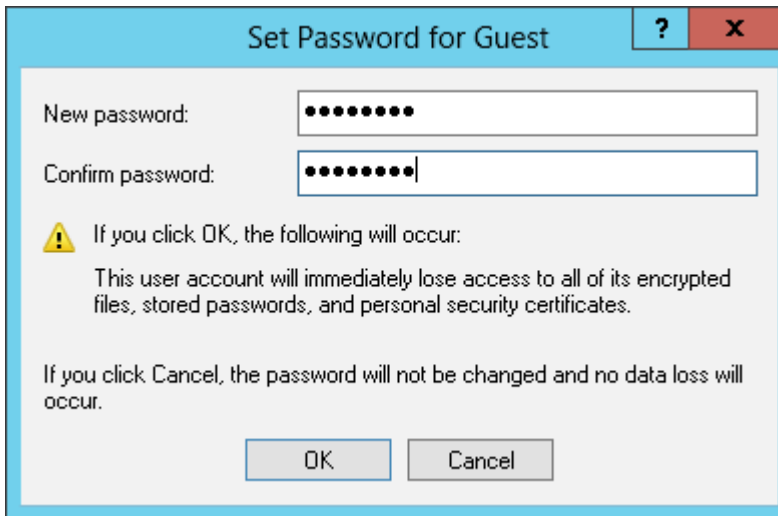 Set Password for Guest
?
x
New password:
••••••••
Confirm password:
••••••••
If you click OK, the following will occur:
This user account will immediately lose access to all of its encrypted
files, stored passwords, and personal security certificates.
If you click Cancel, the password will not be changed and no data loss will
occur.
OK
Cancel